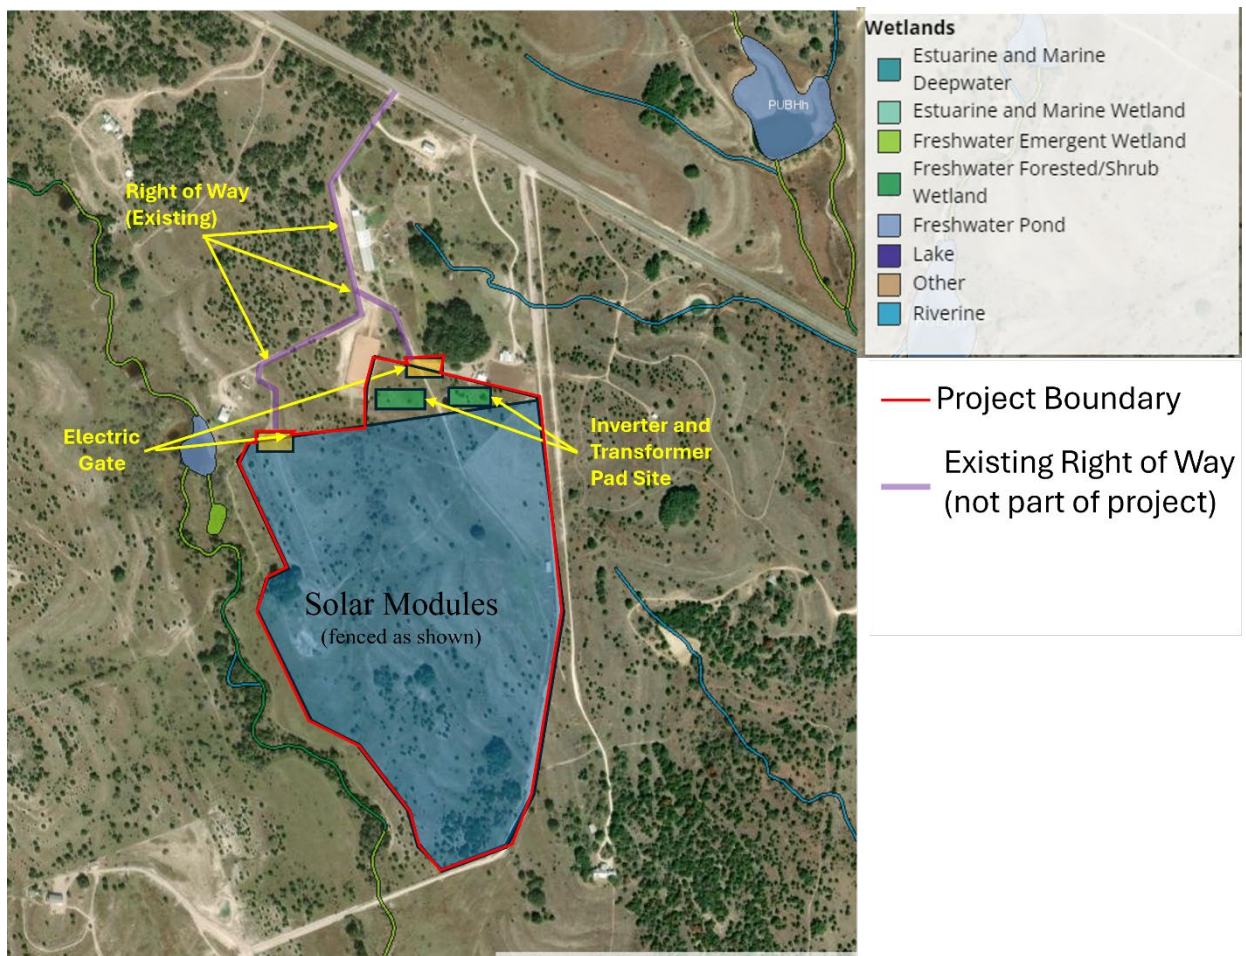 Wetlands
Estuarine and Marine
Deepwater
Estuarine and Marine Wetland
Freshwater Emergent Wetland
Freshwater Forested/Shrub
Wetland
Freshwater Pond
Lake
Other
Riverine
PUBHh
Right of Way
(Existing)
Electric
Gate
Inverter and
Transformer
Pad Site
Solar Modules
(fenced as shown)
Project Boundary
Existing Right of Way
(not part of project)